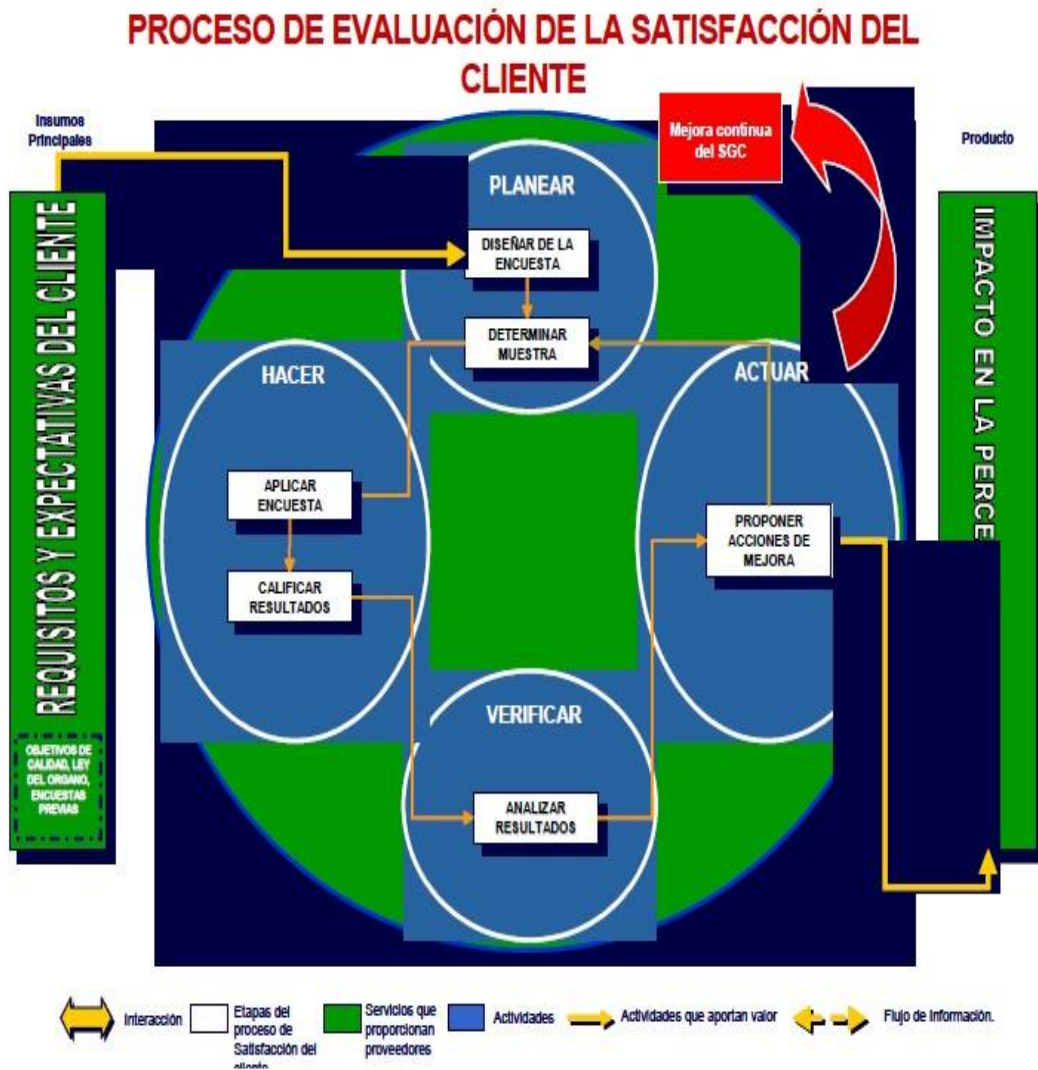 PROCESO DE EVALUACIÓN DE LA SATISFACCIÓN DEL
CLIENTE
Insumos
Principales
Mejora continua
del SGC
Producto
PLANEAR
DISEÑAR DE LA
ENCUESTA
DETERMINAR
MUESTRA
HACER
ACTUAR
APLICAR
ENCUESTA
CALIFICAR
RESULTADOS
PROPONER
ACCIONES DE
MEJORA
VERIFICAR
ANALIZAR
RESULTADOS
REQUISITOS Y EXPECTATIVAS DEL CLIENTE
OBJETIVOS DE
CALIDAD, LEY
DEL ORGANO,
ENCUESTAS
PREVIAS
IMPACTO EN LA PERCE
Interacción
Etapas del
proceso de
Satisfacción del
cliente
Servicios que
proporcionan
proveedores
Actividades
Actividades que aportan valor
Flujo de Información.